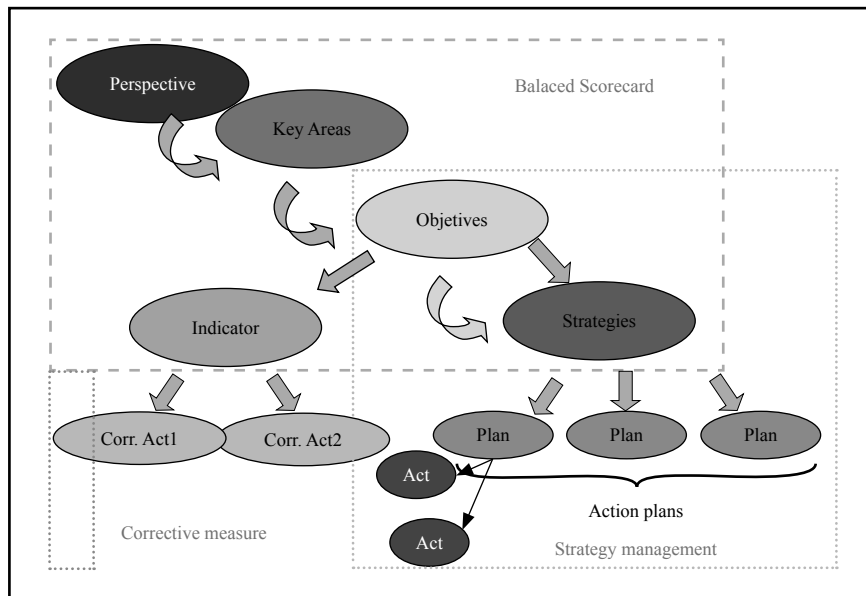 Perspective
Balaced Scorecard
Key Areas
Objetives
Indicator
Strategies
Corr. Act1
Corr. Act2
Plan
Plan
Plan
Act
Action plans
Act
Corrective measure
Strategy management